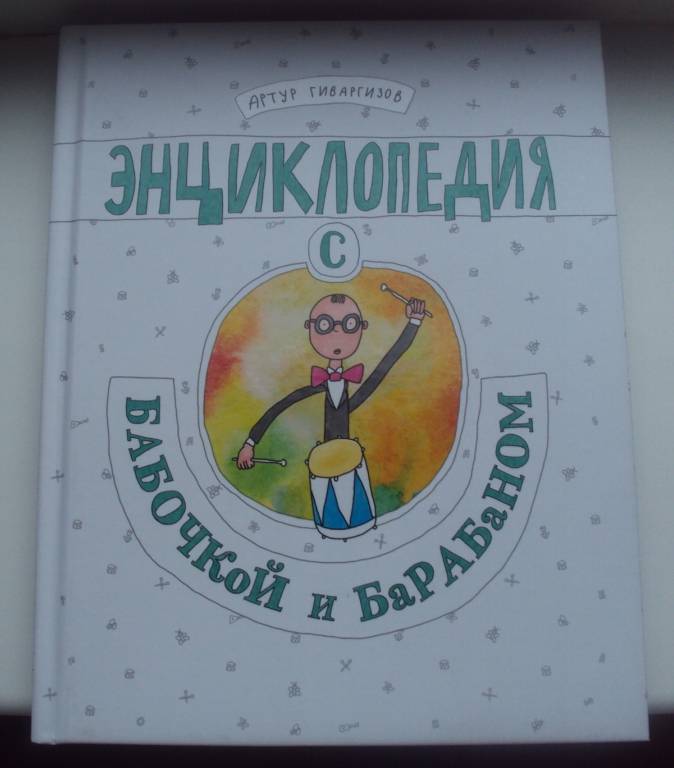 АРТУР ГИВАРГИЗОВ
ЭНЦИКЛОПЕДИЯ
С
БАБОЧКоЙ и БаРАБаНОМ